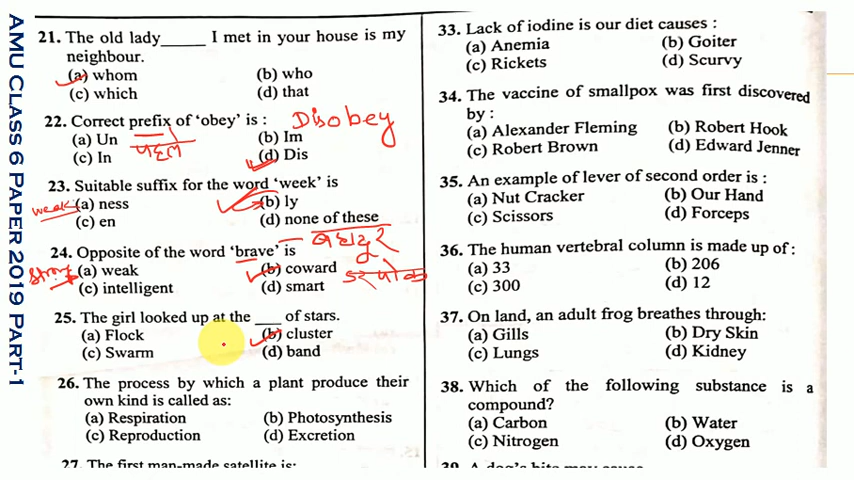 AMU CLASS 6 PAPER 2019 PART-1
21. The old lady_____ I met in your house is my
neighbour.
(a) whom (b) who
(c) which (d) that
22. Correct prefix of 'obey' is : Disobey
(a) Un (b) Im
(c) In (d) Dis
23. Suitable suffix for the word 'week' is
(a) ness (b) ly
(c) en (d) none of these
24. Opposite of the word 'brave' is
(a) weak (b) coward
(c) intelligent (d) smart
25. The girl looked up at the ___ of stars.
(a) Flock (b) cluster
(c) Swarm (d) band
26. The process by which a plant produce their
own kind is called as:
(a) Respiration (b) Photosynthesis
(c) Reproduction (d) Excretion
27. The first man-made satellite is:
33. Lack of iodine is our diet causes :
(a) Anemia (b) Goiter
(c) Rickets (d) Scurvy
34. The vaccine of smallpox was first discovered
by :
(a) Alexander Fleming (b) Robert Hook
(c) Robert Brown (d) Edward Jenner
35. An example of lever of second order is :
(a) Nut Cracker (b) Our Hand
(c) Scissors (d) Forceps
36. The human vertebral column is made up of :
(a) 33 (b) 206
(c) 300 (d) 12
37. On land, an adult frog breathes through:
(a) Gills (b) Dry Skin
(c) Lungs (d) Kidney
38. Which of the following substance is a
compound?
(a) Carbon (b) Water
(c) Nitrogen (d) Oxygen
39. A dog's bite may cause